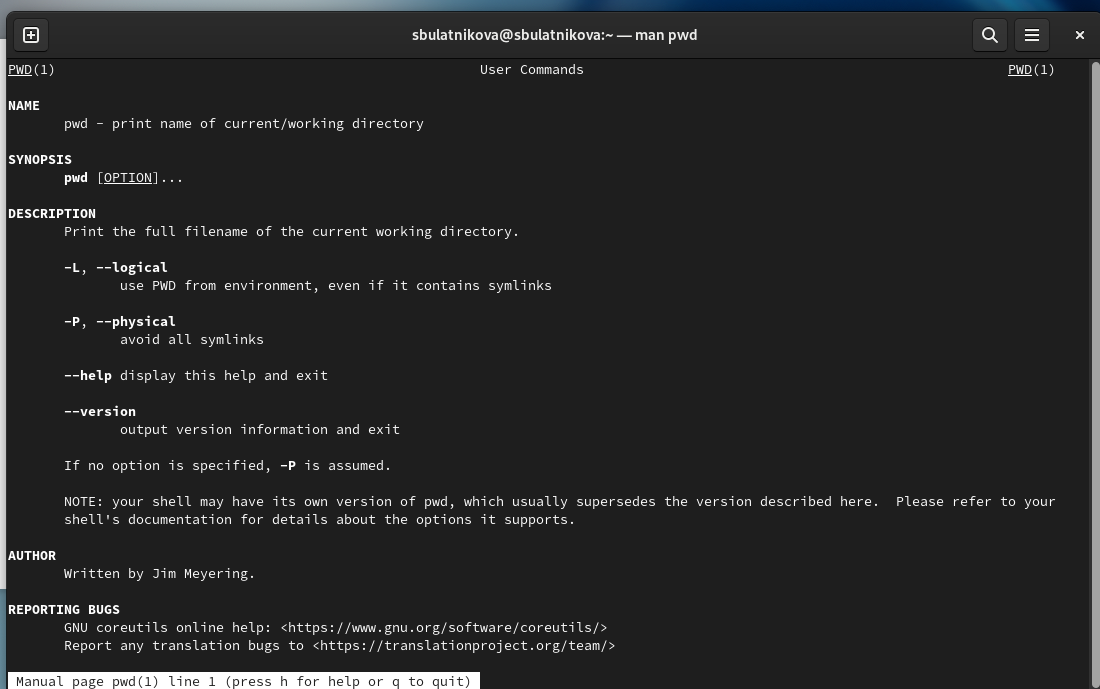 sbulatnikova@sbulatnikova:~ — man pwd
PWD(1) User Commands PWD(1)
NAME
pwd - print name of current/working directory
SYNOPSIS
pwd [OPTION]...
DESCRIPTION
Print the full filename of the current working directory.
-L, --logical
use PWD from environment, even if it contains symlinks
-P, --physical
avoid all symlinks
--help display this help and exit
--version
output version information and exit
If no option is specified, -P is assumed.
NOTE: your shell may have its own version of pwd, which usually supersedes the version described here.  Please refer to your
shell's documentation for details about the options it supports.
AUTHOR
Written by Jim Meyering.
REPORTING BUGS
GNU coreutils online help: <https://www.gnu.org/software/coreutils/>
Report any translation bugs to <https://translationproject.org/team/>
Manual page pwd(1) line 1 (press h for help or q to quit)